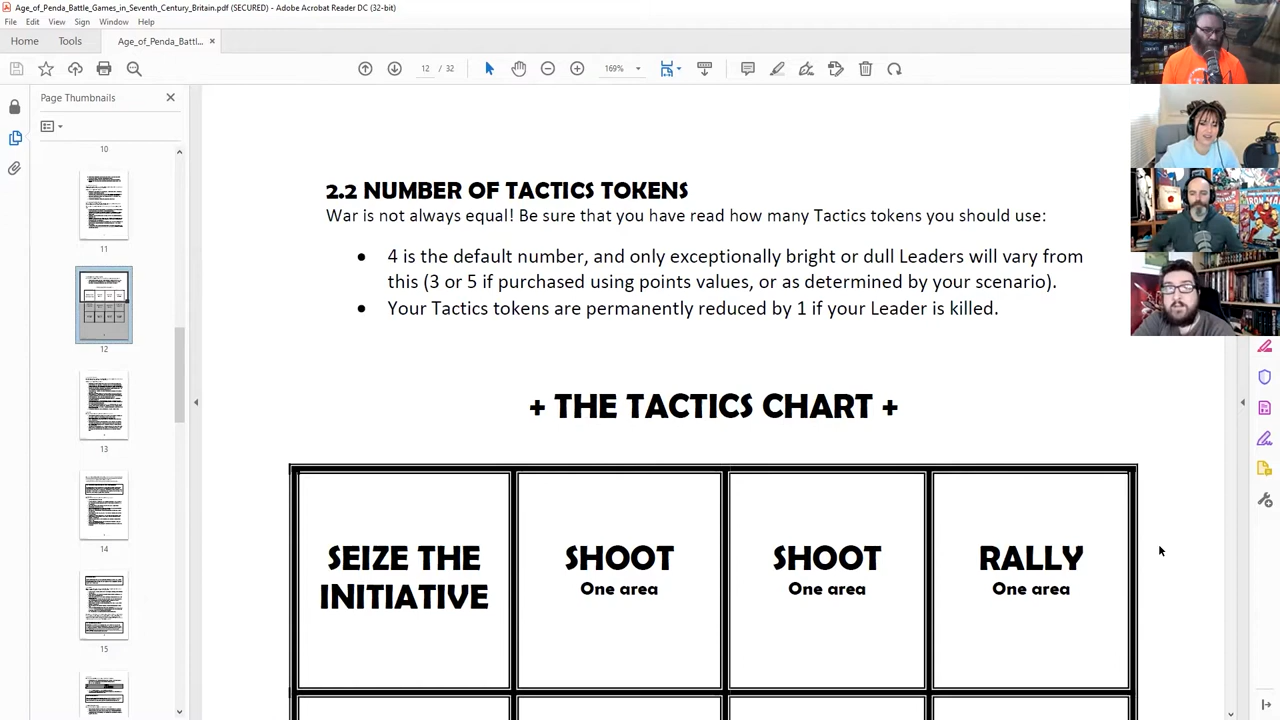 Age_of_Penda_Battle_Games_in_Seventh_Century_Britain.pdf (SECURED) - Adobe Acrobat Reader DC (32-bit)
File Edit View Sign Window Help
Home Tools Age_of_Penda_Battl... ×
12 169%
Page Thumbnails
10
11
12
13
14
15
2.2 NUMBER OF TACTICS TOKENS
War is not always equal! Be sure that you have read how many Tactics tokens you should use:
• 4 is the default number, and only exceptionally bright or dull Leaders will vary from
this (3 or 5 if purchased using points values, or as determined by your scenario).
• Your Tactics tokens are permanently reduced by 1 if your Leader is killed.
+ THE TACTICS CHART +
SEIZE THE
INITIATIVE
SHOOT
One area
SHOOT
One area
RALLY
One area
IRON MAN